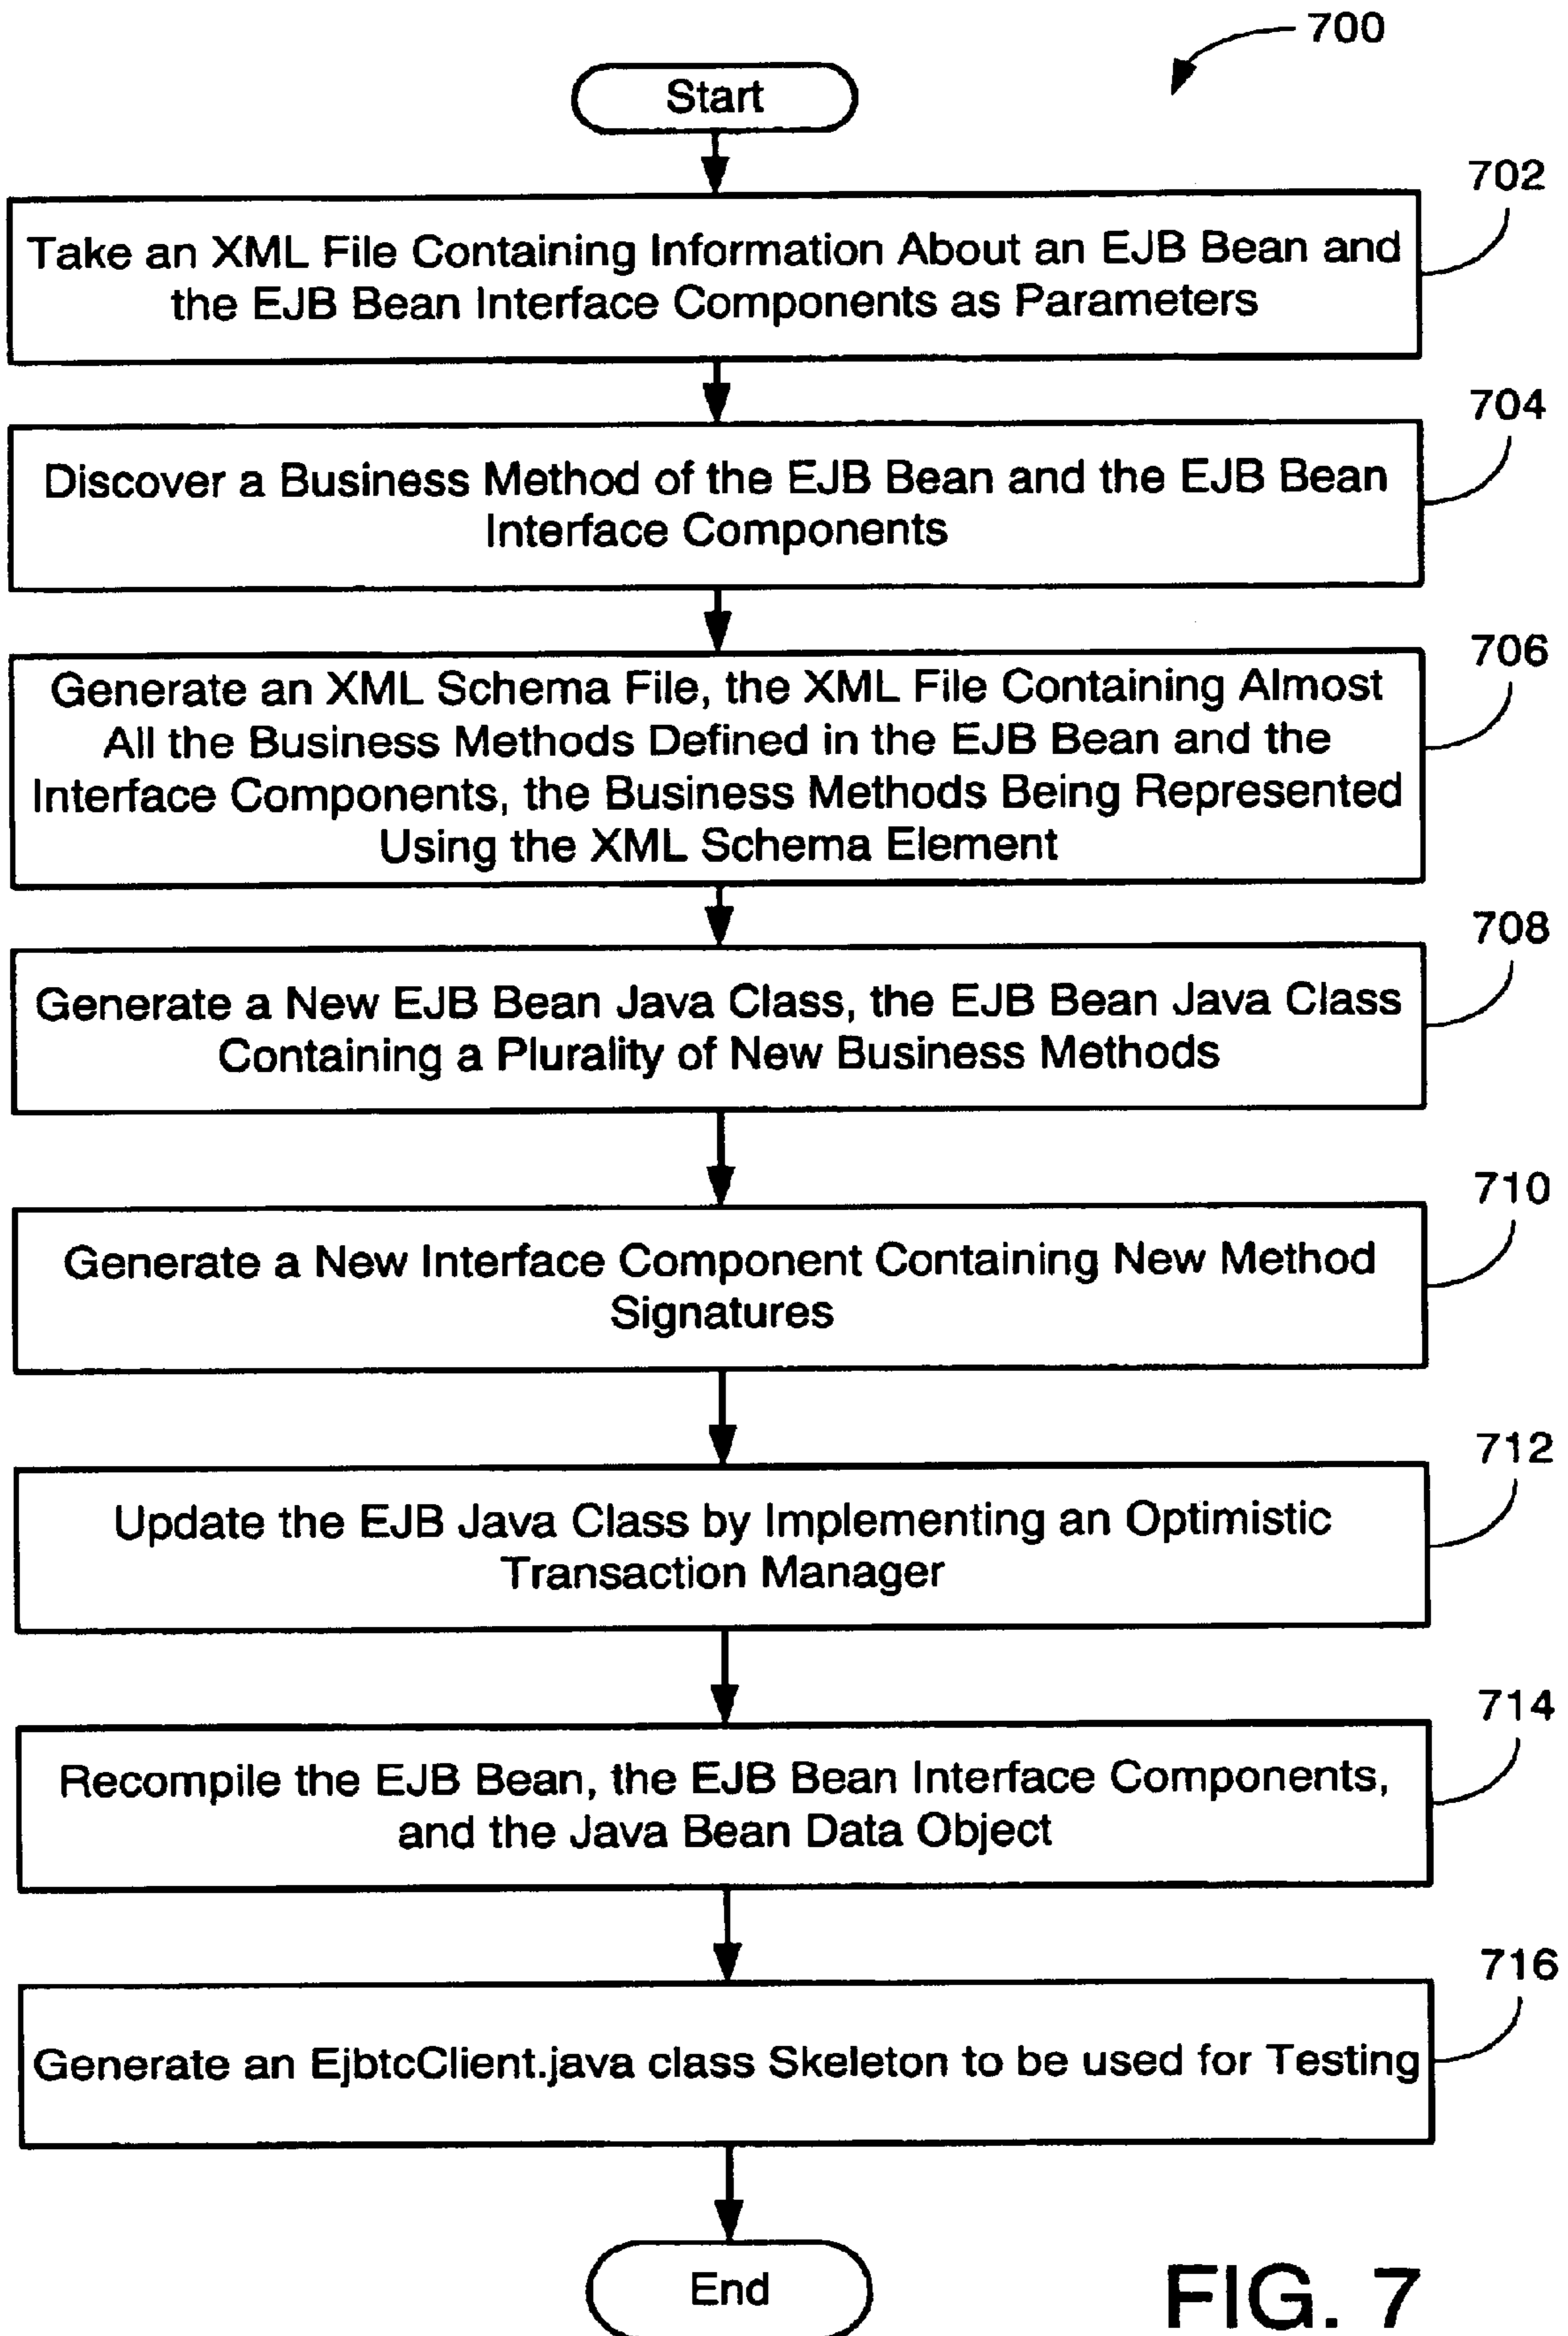 700
Start
702
Take an XML File Containing Information About an EJB Bean and
the EJB Bean Interface Components as Parameters
704
Discover a Business Method of the EJB Bean and the EJB Bean
Interface Components
706
Generate an XML Schema File, the XML File Containing Almost
All the Business Methods Defined in the EJB Bean and the
Interface Components, the Business Methods Being Represented
Using the XML Schema Element
708
Generate a New EJB Bean Java Class, the EJB Bean Java Class
Containing a Plurality of New Business Methods
710
Generate a New Interface Component Containing New Method
Signatures
712
Update the EJB Java Class by Implementing an Optimistic
Transaction Manager
714
Recompile the EJB Bean, the EJB Bean Interface Components,
and the Java Bean Data Object
716
Generate an EjbtcClient.java class Skeleton to be used for Testing
End
FIG. 7